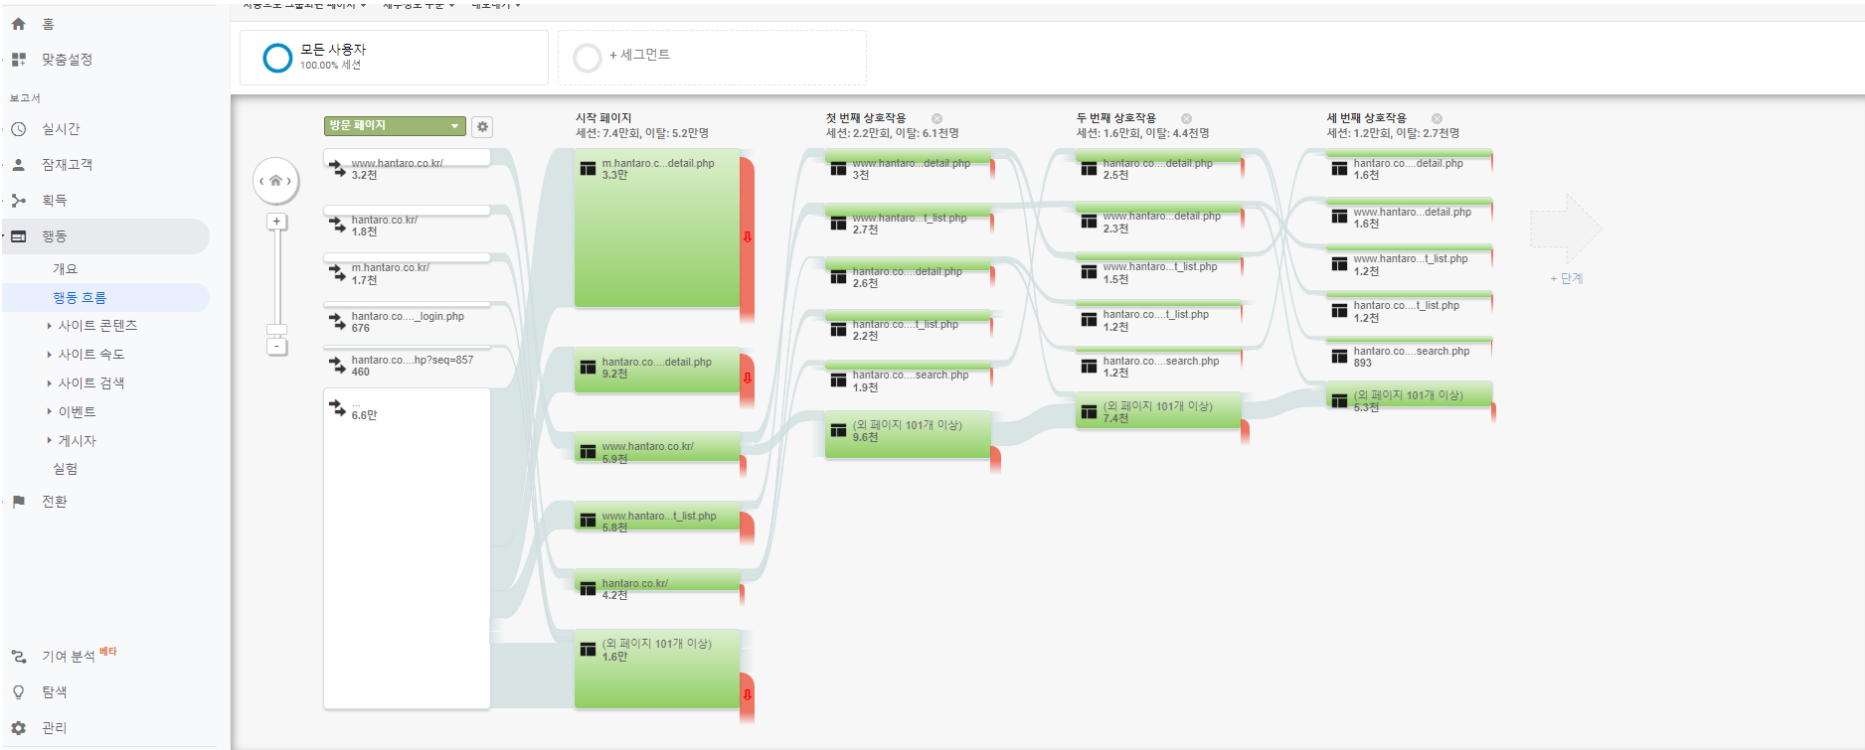 홈
맞춤설정
보고서
실시간
잠재고객
획득
행동
개요
행동 흐름
사이트 콘텐츠
사이트 속도
사이트 검색
이벤트
게시자
실험
전환
기여 분석 베타
탐색
관리
모든 사용자
100.00% 세션
+ 세그먼트
방문 페이지
www.hantaro.co.kr/
3.2천
hantaro.co.kr/
1.8천
m.hantaro.co.kr/
1.7천
hantaro.co...._login.php
676
hantaro.co....hp?seq=857
460
...
6.6만
시작 페이지
세션: 7.4만회, 이탈: 5.2만명
m.hantaro.c...detail.php
3.3만
hantaro.co....detail.php
9.2천
www.hantaro.co.kr/
5.9천
www.hantaro...t_list.php
5.8천
hantaro.co.kr/
4.2천
(외 페이지 101개 이상)
1.6만
첫 번째 상호작용
세션: 2.2만회, 이탈: 6.1천명
www.hantaro...detail.php
3천
www.hantaro...t_list.php
2.7천
hantaro.co....detail.php
2.6천
hantaro.co....t_list.php
2.2천
hantaro.co....search.php
1.9천
(외 페이지 101개 이상)
9.6천
두 번째 상호작용
세션: 1.6만회, 이탈: 4.4천명
hantaro.co....detail.php
2.5천
www.hantaro...detail.php
2.3천
www.hantaro...t_list.php
1.5천
hantaro.co....t_list.php
1.2천
hantaro.co....search.php
1.2천
(외 페이지 101개 이상)
7.4천
세 번째 상호작용
세션: 1.2만회, 이탈: 2.7천명
hantaro.co....detail.php
1.6천
www.hantaro...detail.php
1.6천
www.hantaro...t_list.php
1.2천
hantaro.co....t_list.php
1.2천
hantaro.co....search.php
893
(외 페이지 101개 이상)
5.3천
+ 단계